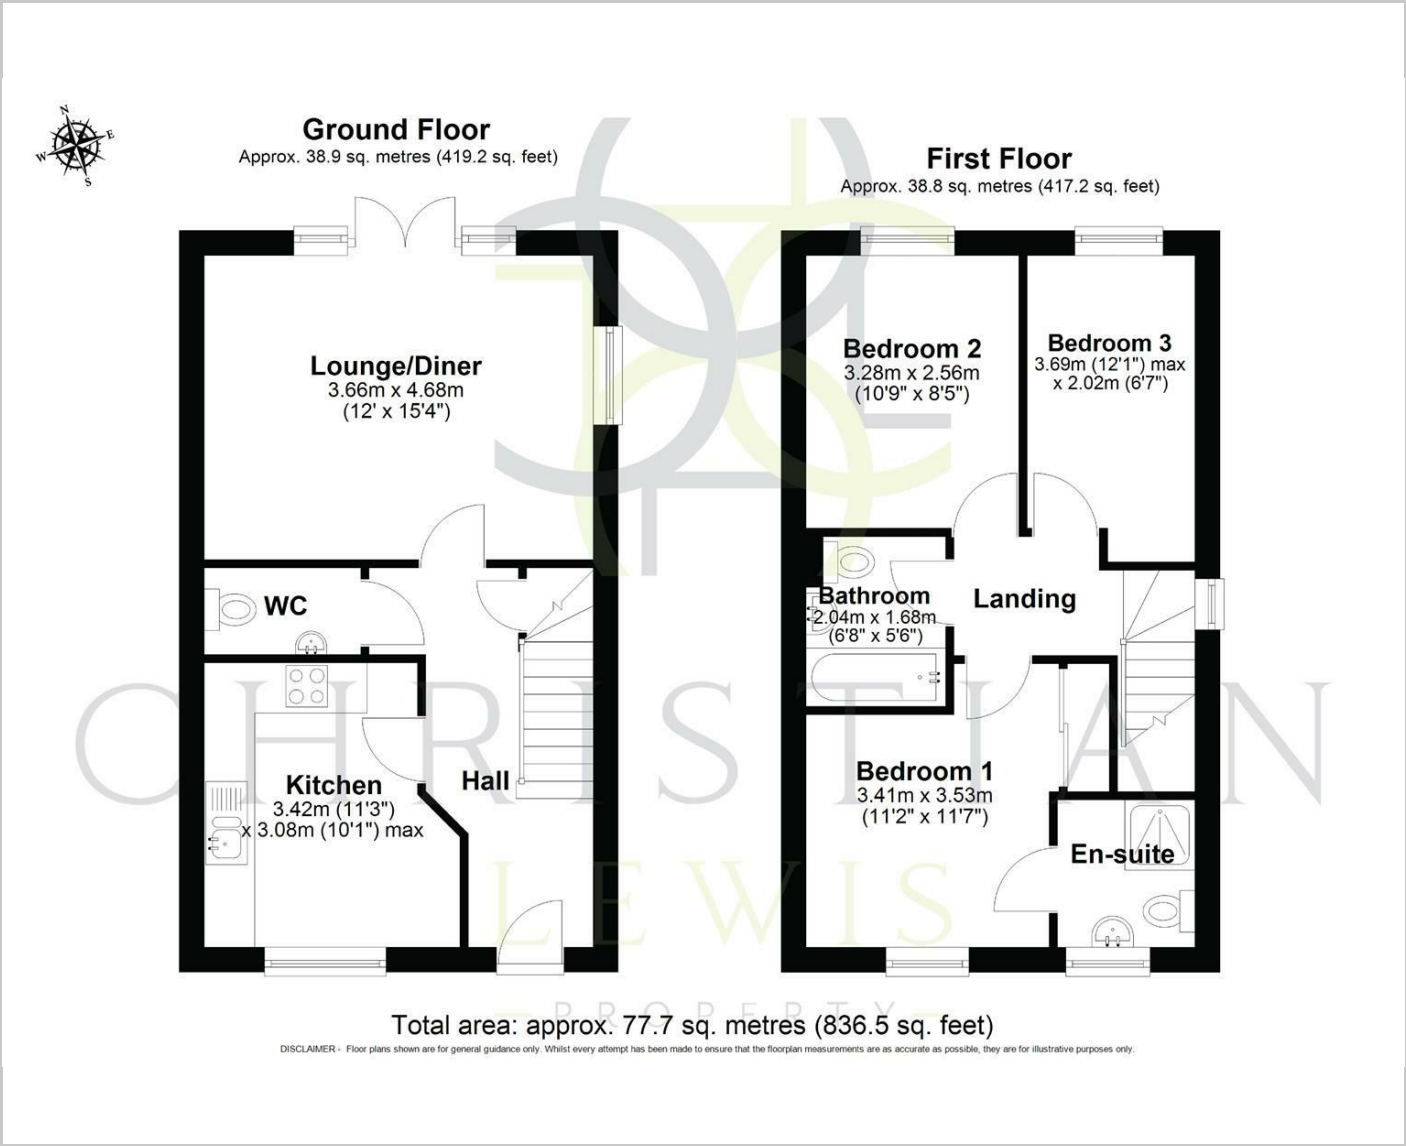 N
E
W
S
Ground Floor
Approx. 38.9 sq. metres (419.2 sq. feet)
First Floor
Approx. 38.8 sq. metres (417.2 sq. feet)
Lounge/Diner
3.66m x 4.68m
(12' x 15'4")
WC
Kitchen
3.42m (11'3")
x 3.08m (10'1") max
Hall
Bedroom 2
3.28m x 2.56m
(10'9" x 8'5")
Bedroom 3
3.69m (12'1") max
x 2.02m (6'7")
Bathroom
2.04m x 1.68m
(6'8" x 5'6")
Landing
Bedroom 1
3.41m x 3.53m
(11'2" x 11'7")
En-suite
CHRISTIAN
LEWIS
PROPERTY
Total area: approx. 77.7 sq. metres (836.5 sq. feet)
DISCLAIMER - Floor plans shown are for general guidance only. Whilst every attempt has been made to ensure that the floorplan measurements are as accurate as possible, they are for illustrative purposes only.